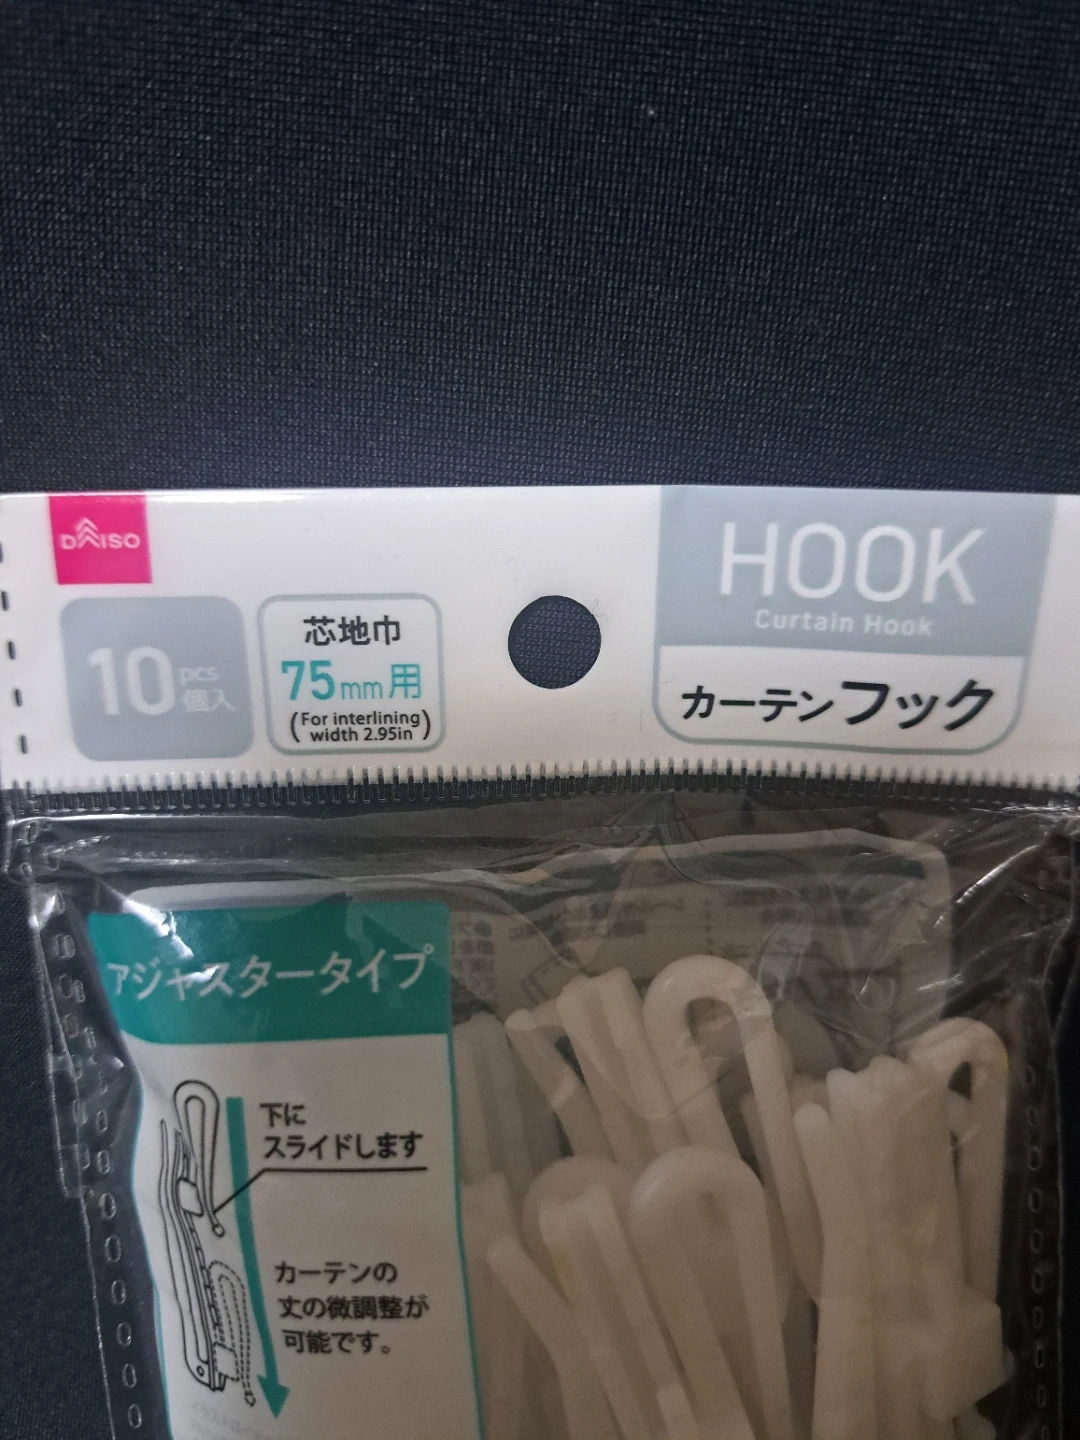 DAISO
10 pcs
個入
芯地巾
75mm用
(For interlining
width 2.95in)
HOOK
Curtain Hook
カーテンフック
アジャスタータイプ
下に
スライドします
カーテンの
丈の微調整が
可能です。